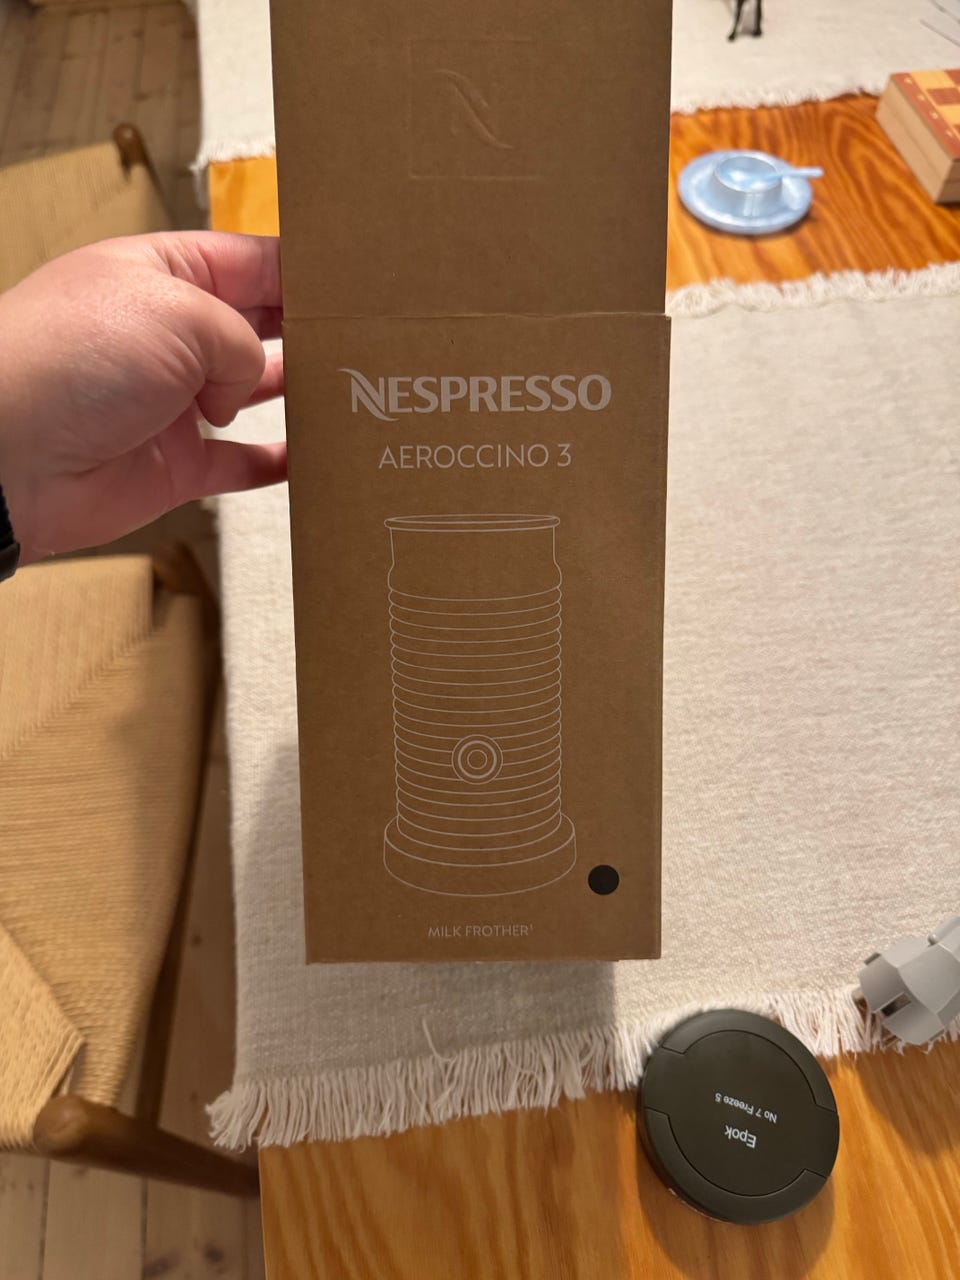 NESPRESSO
AEROCCINO 3
MILK FROTHER¹
Epok
No 7 Freeze 5